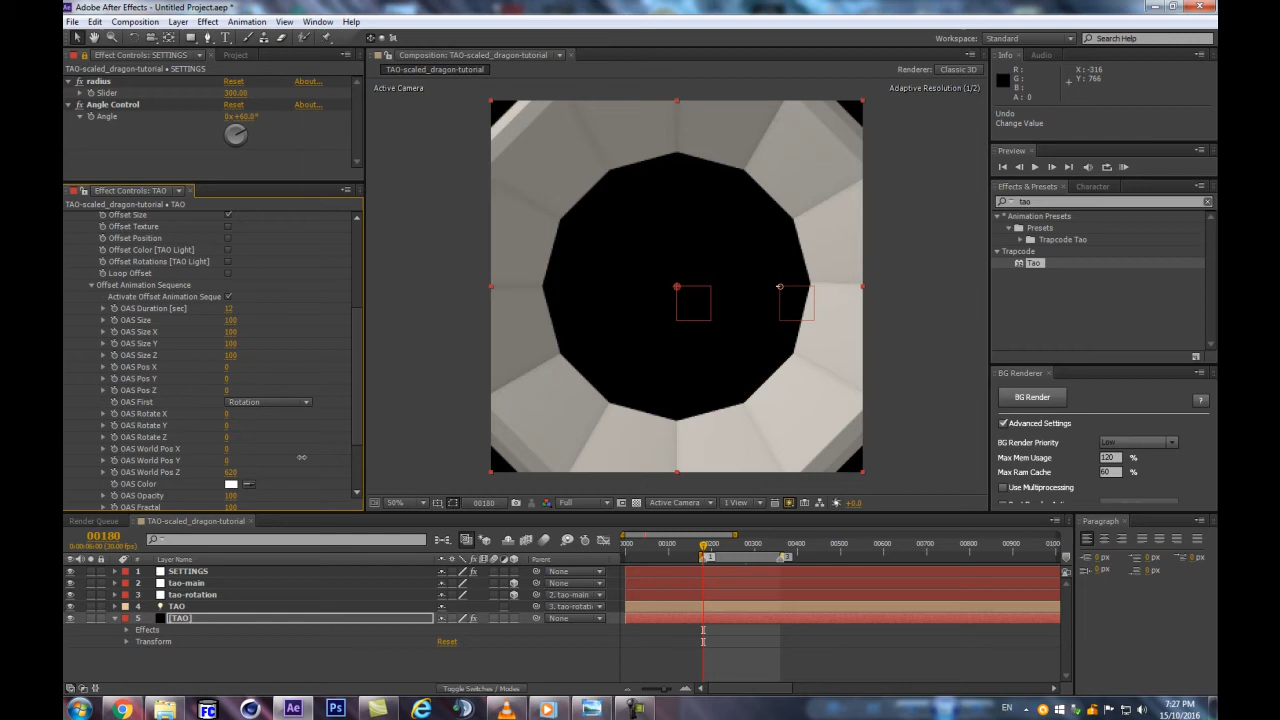 Adobe After Effects - Untitled Project.aep *
File Edit Composition Layer Effect Animation View Window Help
Workspace: Standard
Search Help
Effect Controls: SETTINGS
Project
TAO-scaled_dragon-tutorial • SETTINGS
fx radius Reset About...
Slider 300.00
fx Angle Control Reset About...
Angle 0x+60.0°
Effect Controls: TAO
TAO-scaled_dragon-tutorial • TAO
Offset Size
Offset Texture
Offset Position
Offset Color [TAO Light]
Offset Rotations [TAO Light]
Loop Offset
Offset Animation Sequence
Activate Offset Animation Seque
OAS Duration [sec] 12
OAS Size 100
OAS Size X 100
OAS Size Y 100
OAS Size Z 100
OAS Pos X 0
OAS Pos Y 0
OAS Pos Z 0
OAS First Rotation
OAS Rotate X 0
OAS Rotate Y 0
OAS Rotate Z 0
OAS World Pos X 0
OAS World Pos Y 0
OAS World Pos Z 620
OAS Color
OAS Opacity 100
OAS Fractal 100
Composition: TAO-scaled_dragon-tutorial
TAO-scaled_dragon-tutorial
Renderer: Classic 3D
Active Camera
Adaptive Resolution (1/2)
50% 00180 Full Active Camera 1 View +0.0
Info Audio
R :
G :
B :
A : 0
X : -316
Y : 766
Undo
Change Value
Preview
Effects & Presets Character
tao
* Animation Presets
Presets
Trapcode Tao
Trapcode
Tao
BG Renderer
BG Render ?
Advanced Settings
BG Render Priority Low
Max Mem Usage 120 %
Max Ram Cache 60 %
Use Multiprocessing
Render Queue
TAO-scaled_dragon-tutorial
00180
0:00:06:00 (30.00 fps)
# Layer Name Parent
0000 00100 00200 00300 00400 00500 00600 00700 00800 00900 0100
1 3
1 SETTINGS None
2 tao-main None
3 tao-rotation 2. tao-main
4 TAO 3. tao-rotati
5 [TAO] None
Effects
Transform Reset
Toggle Switches / Modes
Paragraph
0 px 0 px 0 px
0 px 0 px
EN
7:27 PM
15/10/2016